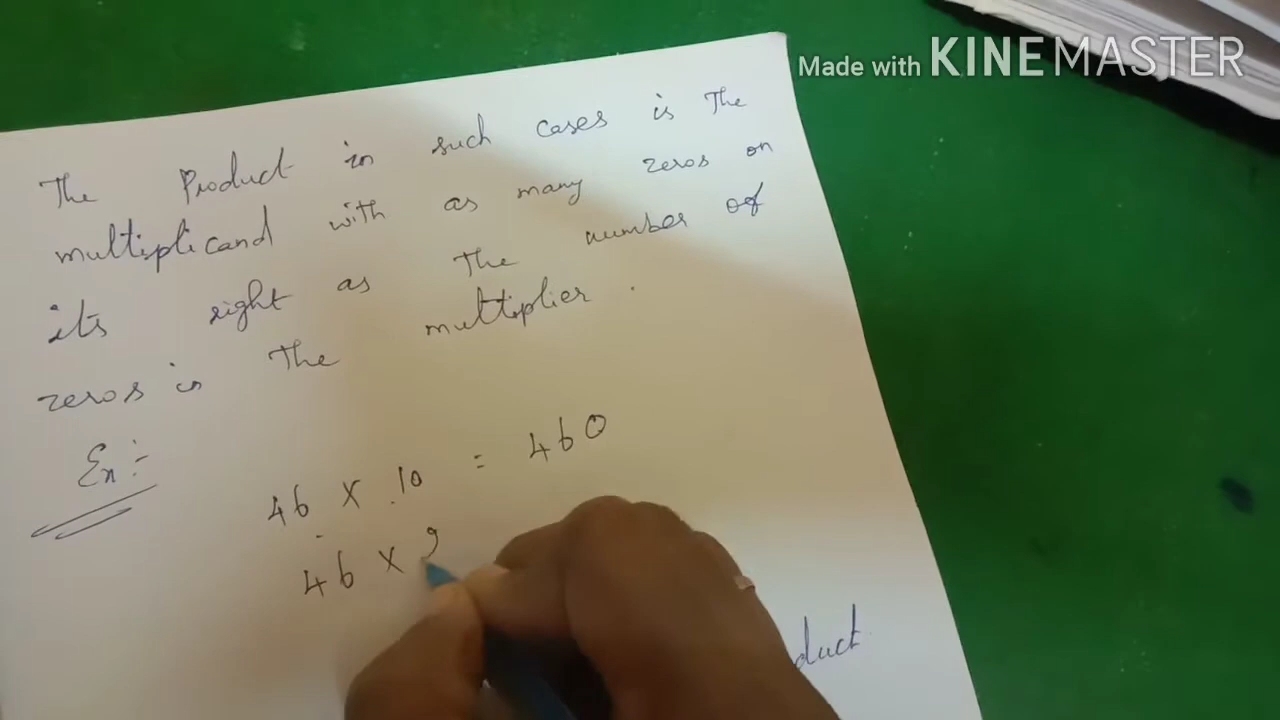 Made with KINEMASTER
The Product in such cases is The
multiplicand with as many zeros on
its right as The number of
zeros in The multiplier.
Ex:-
46 X 10 = 460
46 X
duct